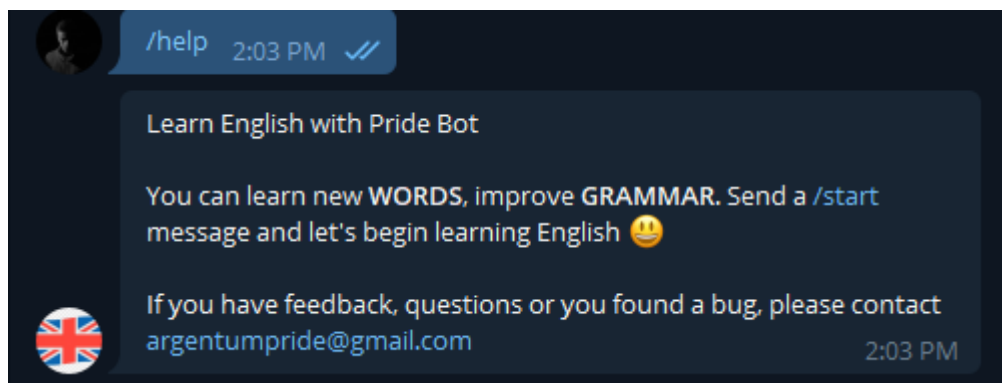 /help 2:03 PM
Learn English with Pride Bot
You can learn new WORDS, improve GRAMMAR. Send a /start
message and let's begin learning English 😃
If you have feedback, questions or you found a bug, please contact
argentumpride@gmail.com
2:03 PM